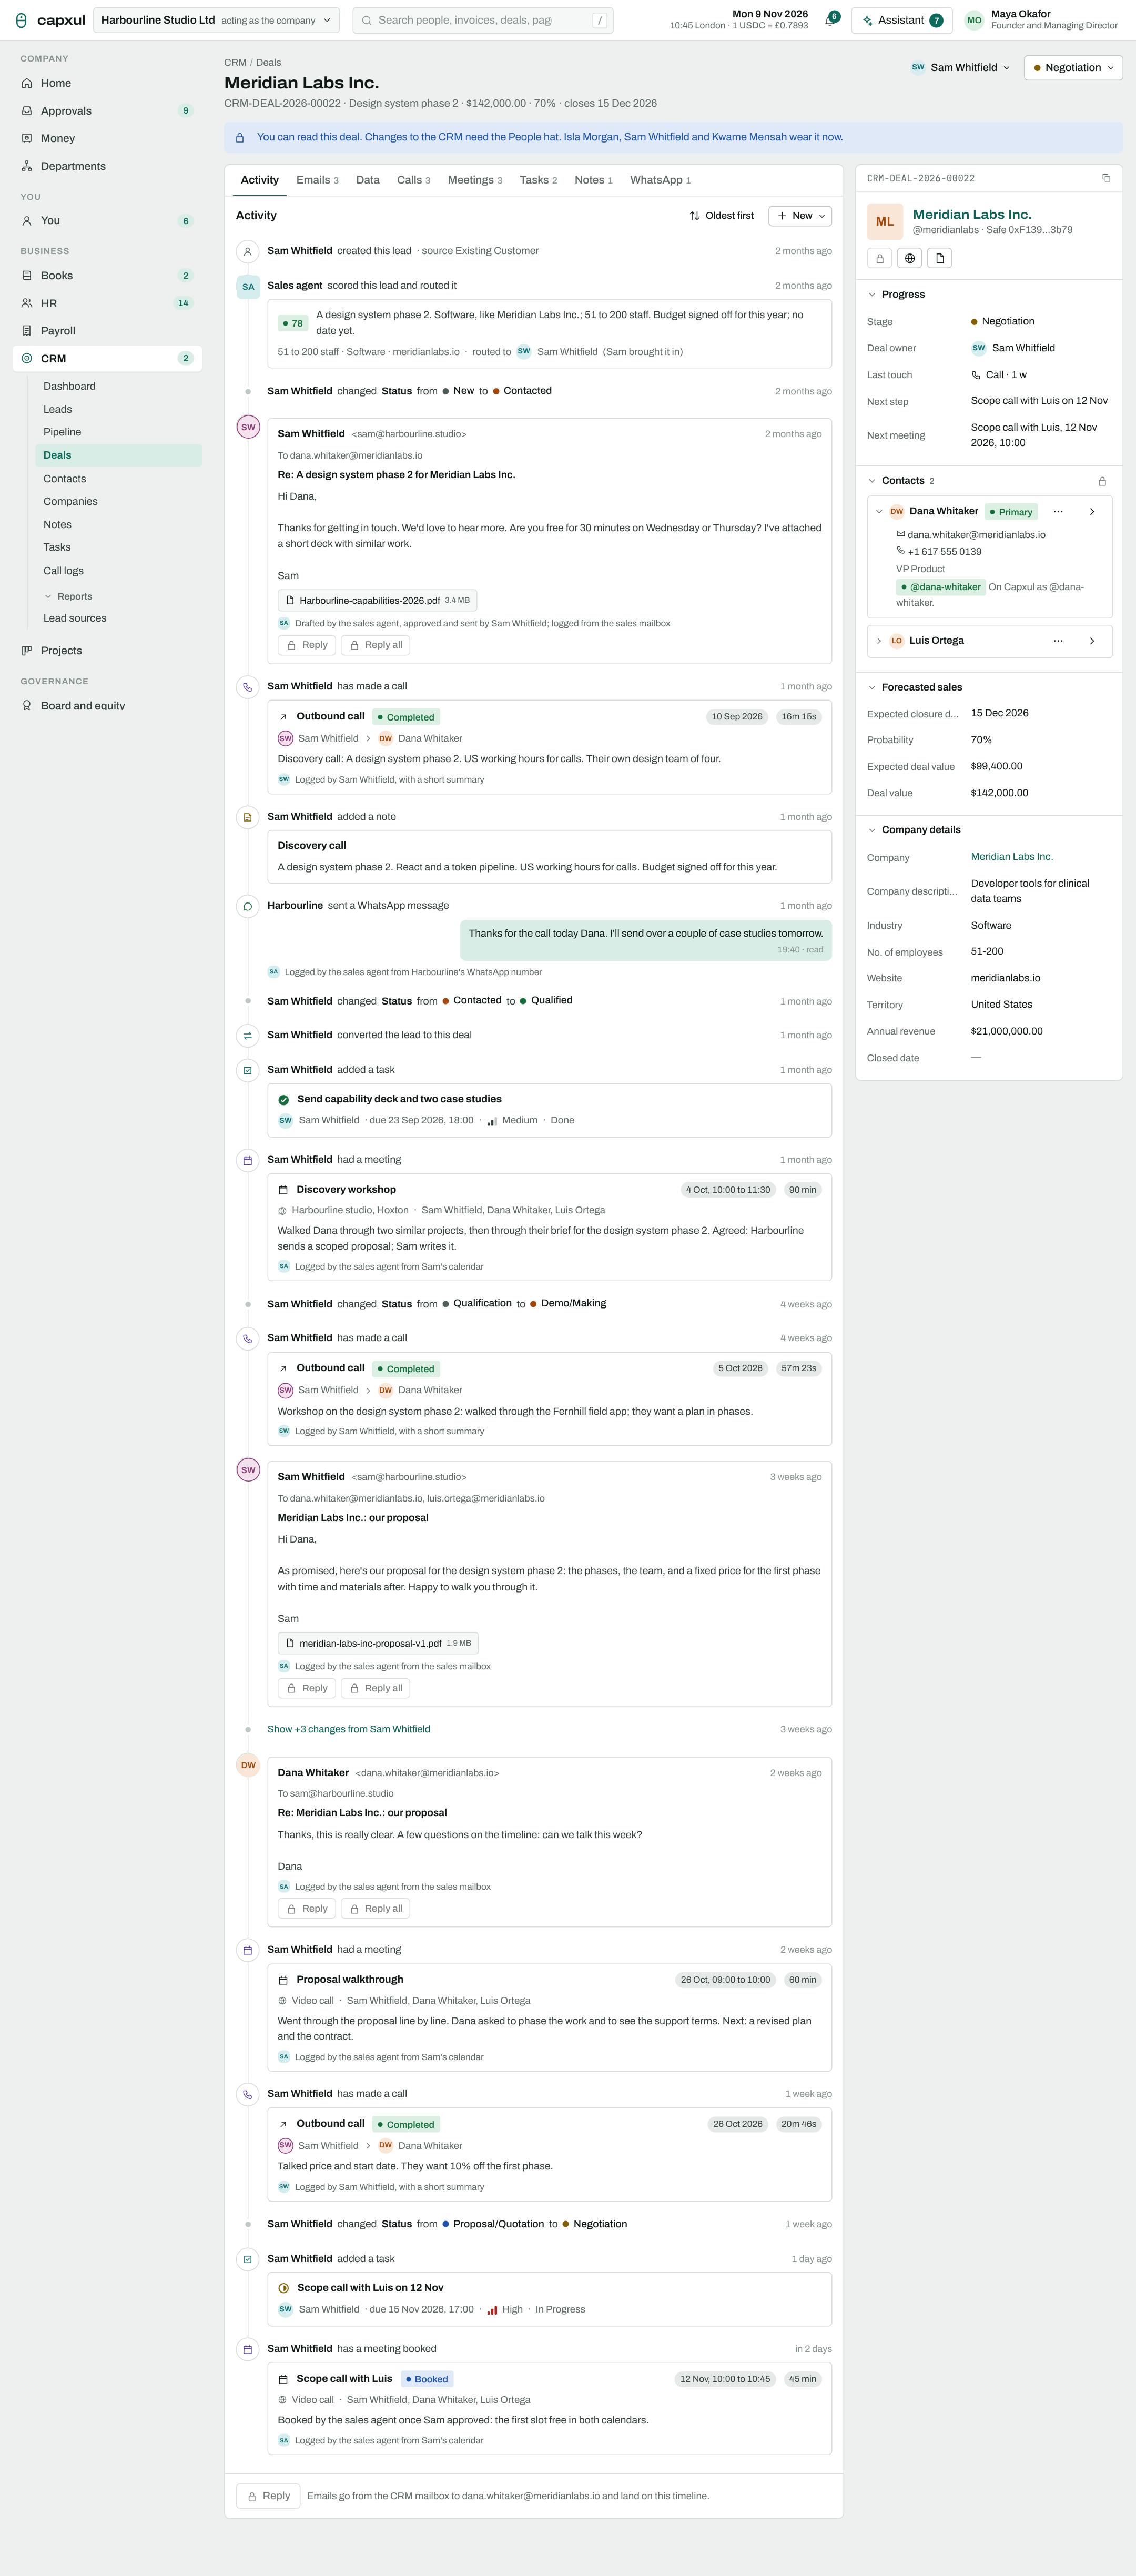 capxul
Harbourline Studio Ltd acting as the company
Search people, invoices, deals, pag
/
Mon 9 Nov 2026
10:45 London · 1 USDC = £0.7893
6
Assistant 7
MO
Maya Okafor
Founder and Managing Director
COMPANY
Home
Approvals 9
Money
Departments
YOU
You 6
BUSINESS
Books 2
HR 14
Payroll
CRM 2
Dashboard
Leads
Pipeline
Deals
Contacts
Companies
Notes
Tasks
Call logs
Reports
Lead sources
Projects
GOVERNANCE
Board and equity
CRM / Deals
Meridian Labs Inc.
CRM-DEAL-2026-00022 · Design system phase 2 · $142,000.00 · 70% · closes 15 Dec 2026
SW Sam Whitfield
Negotiation
You can read this deal. Changes to the CRM need the People hat. Isla Morgan, Sam Whitfield and Kwame Mensah wear it now.
Activity Emails 3 Data Calls 3 Meetings 3 Tasks 2 Notes 1 WhatsApp 1
Activity
Oldest first
New
Sam Whitfield created this lead · source Existing Customer 2 months ago
SA Sales agent scored this lead and routed it 2 months ago
78
A design system phase 2. Software, like Meridian Labs Inc.; 51 to 200 staff. Budget signed off for this year; no
date yet.
51 to 200 staff · Software · meridianlabs.io · routed to SW Sam Whitfield (Sam brought it in)
Sam Whitfield changed Status from New to Contacted 2 months ago
SW
Sam Whitfield <sam@harbourline.studio> 2 months ago
To dana.whitaker@meridianlabs.io
Re: A design system phase 2 for Meridian Labs Inc.
Hi Dana,
Thanks for getting in touch. We'd love to hear more. Are you free for 30 minutes on Wednesday or Thursday? I've attached
a short deck with similar work.
Sam
Harbourline-capabilities-2026.pdf 3.4 MB
SA Drafted by the sales agent, approved and sent by Sam Whitfield; logged from the sales mailbox
Reply Reply all
Sam Whitfield has made a call 1 month ago
Outbound call Completed 10 Sep 2026 16m 15s
SW Sam Whitfield DW Dana Whitaker
Discovery call: A design system phase 2. US working hours for calls. Their own design team of four.
SW Logged by Sam Whitfield, with a short summary
Sam Whitfield added a note 1 month ago
Discovery call
A design system phase 2. React and a token pipeline. US working hours for calls. Budget signed off for this year.
Harbourline sent a WhatsApp message 1 month ago
Thanks for the call today Dana. I'll send over a couple of case studies tomorrow.
19:40 · read
SA Logged by the sales agent from Harbourline's WhatsApp number
Sam Whitfield changed Status from Contacted to Qualified 1 month ago
Sam Whitfield converted the lead to this deal 1 month ago
Sam Whitfield added a task 1 month ago
Send capability deck and two case studies
SW Sam Whitfield · due 23 Sep 2026, 18:00 · Medium · Done
Sam Whitfield had a meeting 1 month ago
Discovery workshop 4 Oct, 10:00 to 11:30 90 min
Harbourline studio, Hoxton · Sam Whitfield, Dana Whitaker, Luis Ortega
Walked Dana through two similar projects, then through their brief for the design system phase 2. Agreed: Harbourline
sends a scoped proposal; Sam writes it.
SA Logged by the sales agent from Sam's calendar
Sam Whitfield changed Status from Qualification to Demo/Making 4 weeks ago
Sam Whitfield has made a call 4 weeks ago
Outbound call Completed 5 Oct 2026 57m 23s
SW Sam Whitfield DW Dana Whitaker
Workshop on the design system phase 2: walked through the Fernhill field app; they want a plan in phases.
SW Logged by Sam Whitfield, with a short summary
SW
Sam Whitfield <sam@harbourline.studio> 3 weeks ago
To dana.whitaker@meridianlabs.io, luis.ortega@meridianlabs.io
Meridian Labs Inc.: our proposal
Hi Dana,
As promised, here's our proposal for the design system phase 2: the phases, the team, and a fixed price for the first phase
with time and materials after. Happy to walk you through it.
Sam
meridian-labs-inc-proposal-v1.pdf 1.9 MB
SA Logged by the sales agent from the sales mailbox
Reply Reply all
Show +3 changes from Sam Whitfield 3 weeks ago
DW
Dana Whitaker <dana.whitaker@meridianlabs.io> 2 weeks ago
To sam@harbourline.studio
Re: Meridian Labs Inc.: our proposal
Thanks, this is really clear. A few questions on the timeline: can we talk this week?
Dana
SA Logged by the sales agent from the sales mailbox
Reply Reply all
Sam Whitfield had a meeting 2 weeks ago
Proposal walkthrough 26 Oct, 09:00 to 10:00 60 min
Video call · Sam Whitfield, Dana Whitaker, Luis Ortega
Went through the proposal line by line. Dana asked to phase the work and to see the support terms. Next: a revised plan
and the contract.
SA Logged by the sales agent from Sam's calendar
Sam Whitfield has made a call 1 week ago
Outbound call Completed 26 Oct 2026 20m 46s
SW Sam Whitfield DW Dana Whitaker
Talked price and start date. They want 10% off the first phase.
SW Logged by Sam Whitfield, with a short summary
Sam Whitfield changed Status from Proposal/Quotation to Negotiation 1 week ago
Sam Whitfield added a task 1 day ago
Scope call with Luis on 12 Nov
SW Sam Whitfield · due 15 Nov 2026, 17:00 · High · In Progress
Sam Whitfield has a meeting booked in 2 days
Scope call with Luis Booked 12 Nov, 10:00 to 10:45 45 min
Video call · Sam Whitfield, Dana Whitaker, Luis Ortega
Booked by the sales agent once Sam approved: the first slot free in both calendars.
SA Logged by the sales agent from Sam's calendar
Reply Emails go from the CRM mailbox to dana.whitaker@meridianlabs.io and land on this timeline.
CRM-DEAL-2026-00022
ML
Meridian Labs Inc.
@meridianlabs · Safe 0xF139...3b79
Progress
Stage Negotiation
Deal owner SW Sam Whitfield
Last touch Call · 1 w
Next step Scope call with Luis on 12 Nov
Next meeting Scope call with Luis, 12 Nov
2026, 10:00
Contacts 2
DW Dana Whitaker Primary
dana.whitaker@meridianlabs.io
+1 617 555 0139
VP Product
@dana-whitaker On Capxul as @dana-
whitaker.
LO Luis Ortega
Forecasted sales
Expected closure d... 15 Dec 2026
Probability 70%
Expected deal value $99,400.00
Deal value $142,000.00
Company details
Company Meridian Labs Inc.
Company descripti... Developer tools for clinical
data teams
Industry Software
No. of employees 51-200
Website meridianlabs.io
Territory United States
Annual revenue $21,000,000.00
Closed date —